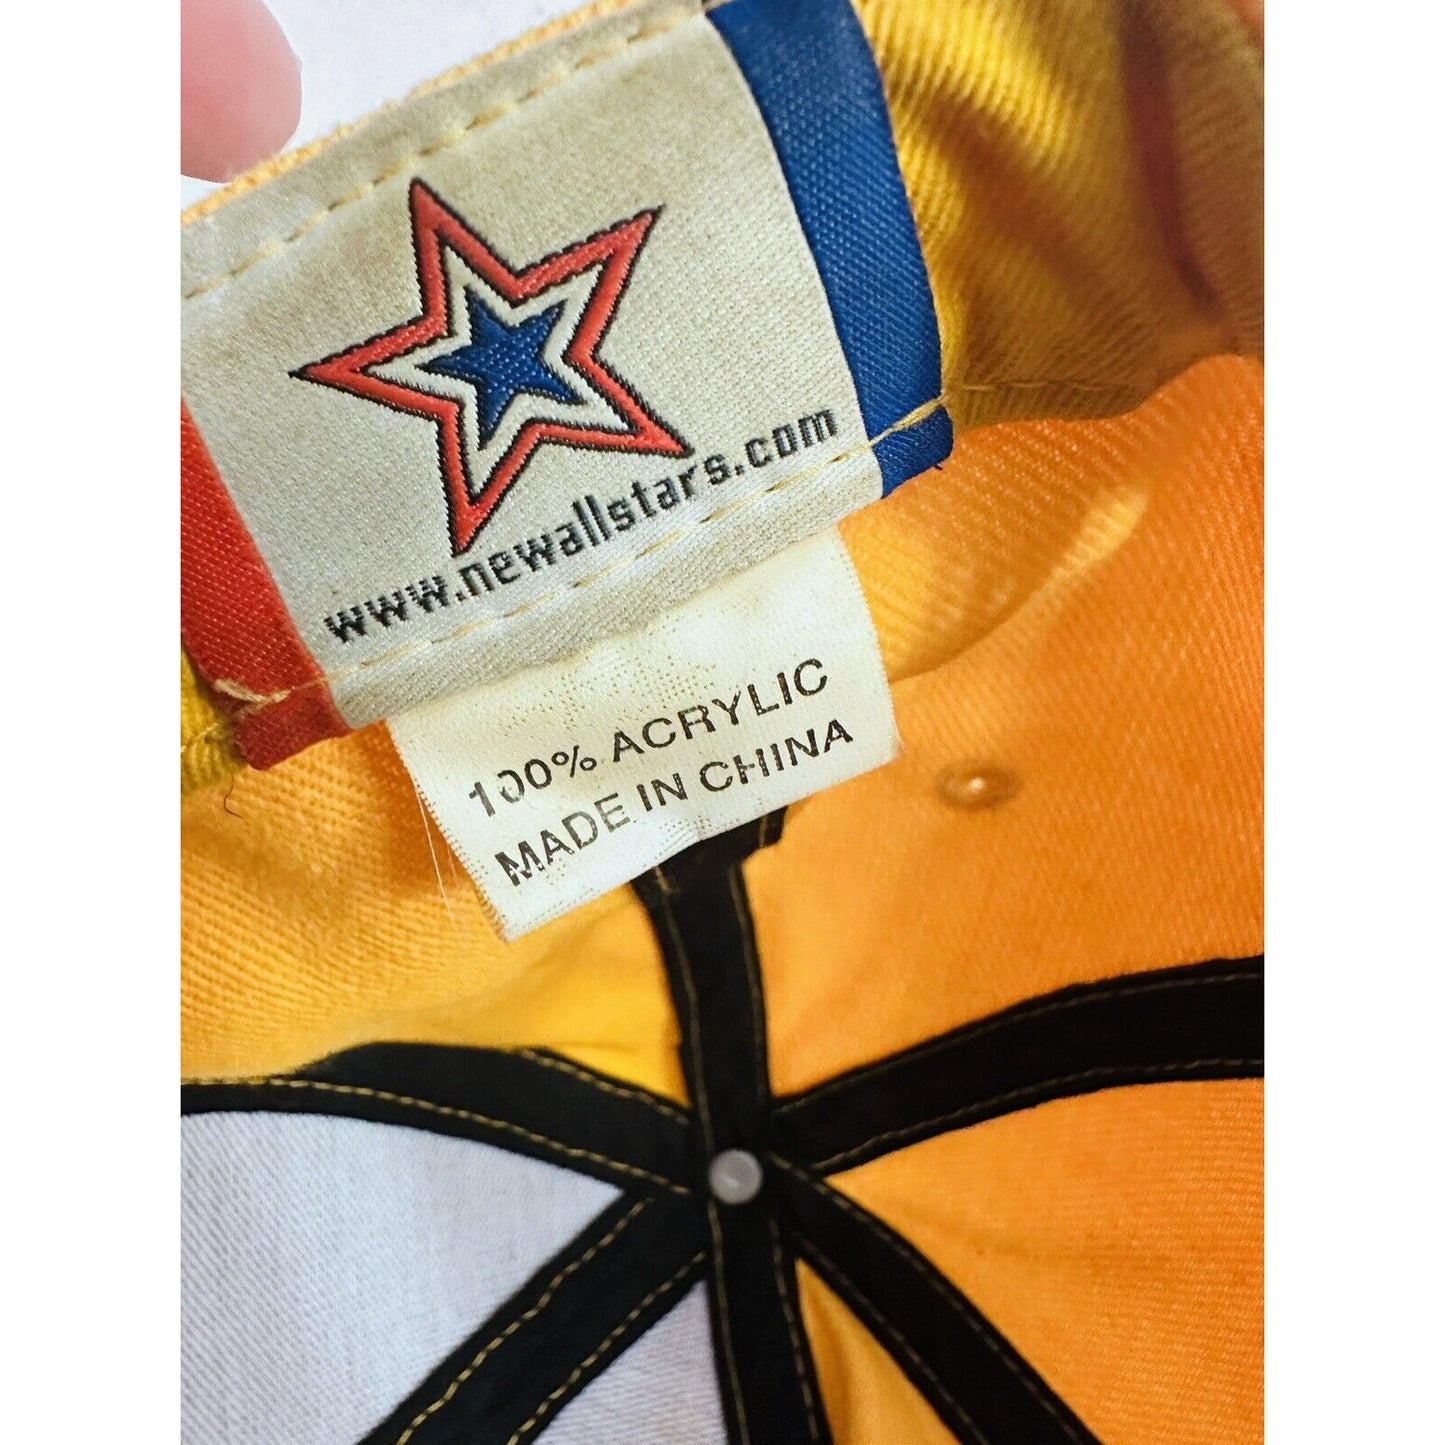 www.newallstars.com
100% ACRYLIC
MADE IN CHINA